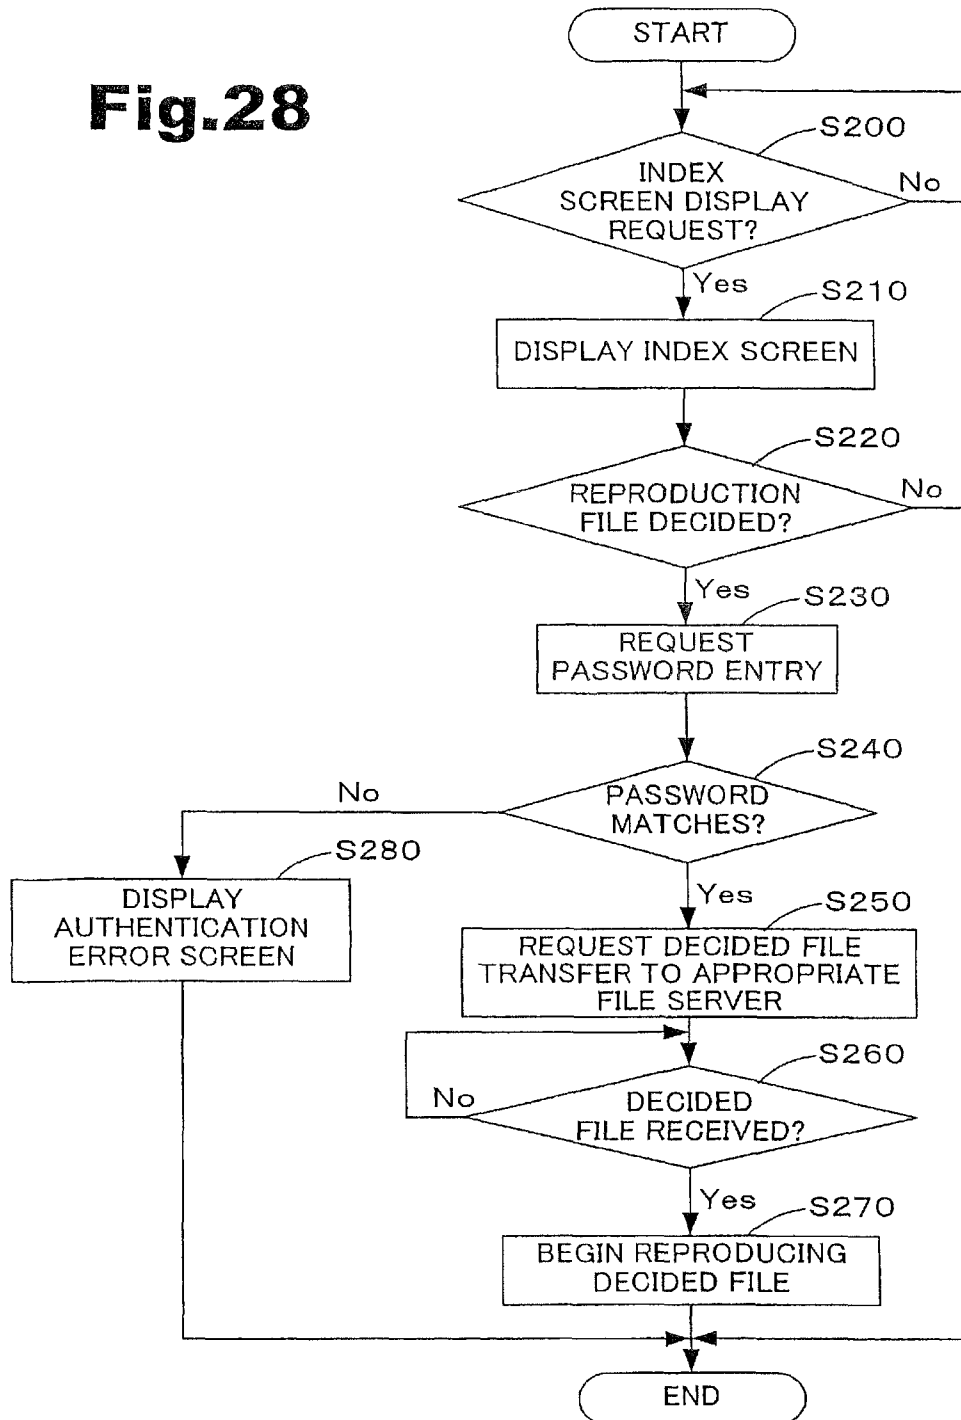 Fig.28
START
S200
INDEX
SCREEN DISPLAY
REQUEST?
No
Yes
S210
DISPLAY INDEX SCREEN
S220
REPRODUCTION
FILE DECIDED?
No
Yes
S230
REQUEST
PASSWORD ENTRY
S240
PASSWORD
MATCHES?
No
S280
DISPLAY
AUTHENTICATION
ERROR SCREEN
Yes
S250
REQUEST DECIDED FILE
TRANSFER TO APPROPRIATE
FILE SERVER
S260
DECIDED
FILE RECEIVED?
No
Yes
S270
BEGIN REPRODUCING
DECIDED FILE
END